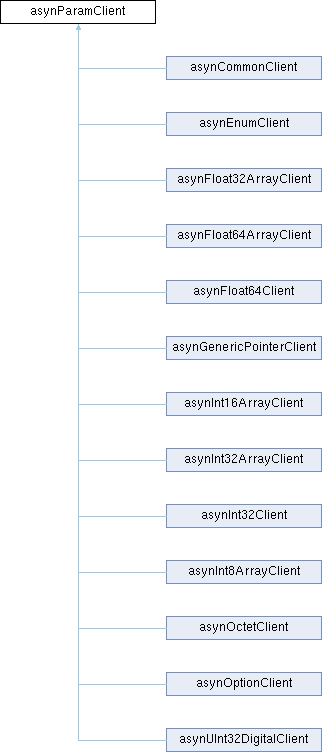 asynParamClient
asynCommonClient
asynEnumClient
asynFloat32ArrayClient
asynFloat64ArrayClient
asynFloat64Client
asynGenericPointerClient
asynInt16ArrayClient
asynInt32ArrayClient
asynInt32Client
asynInt8ArrayClient
asynOctetClient
asynOptionClient
asynUInt32DigitalClient